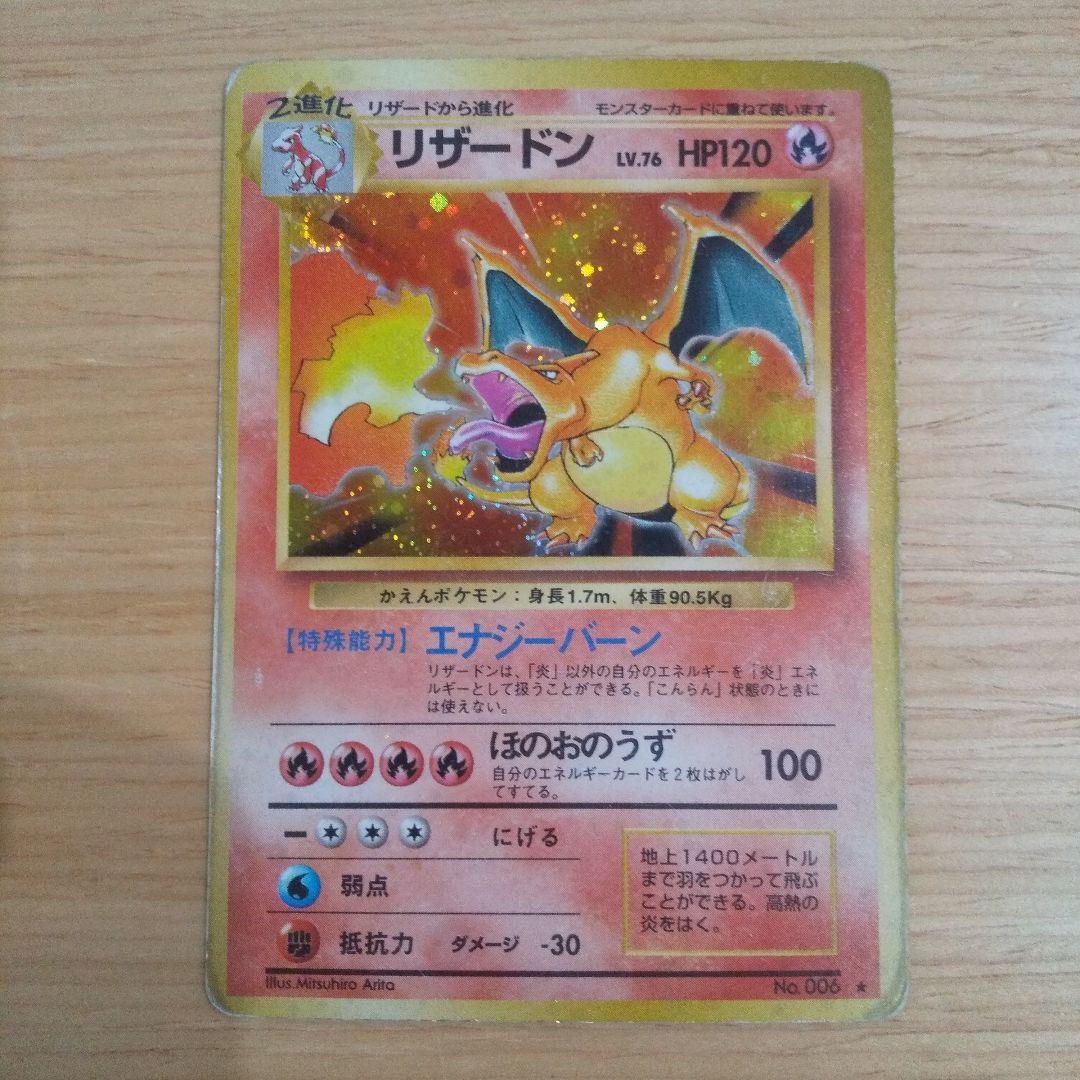 2進化 リザードから進化 モンスターカードに重ねて使います。
リザードン LV.76 HP120
かえんポケモン：身長1.7m、体重90.5Kg
【特殊能力】エナジーバーン
リザードンは、「炎」以外の自分のエネルギーを「炎」エネ
ルギーとして扱うことができる。「こんらん」状態のときに
は使えない。
ほのおのうず 100
自分のエネルギーカードを2枚はがし
てすてる。
にげる
弱点
抵抗力 ダメージ -30
地上1400メートル
まで羽をつかって飛ぶ
ことができる。高熱の
炎をはく。
Illus.Mitsuhiro Arita No. 006 ★